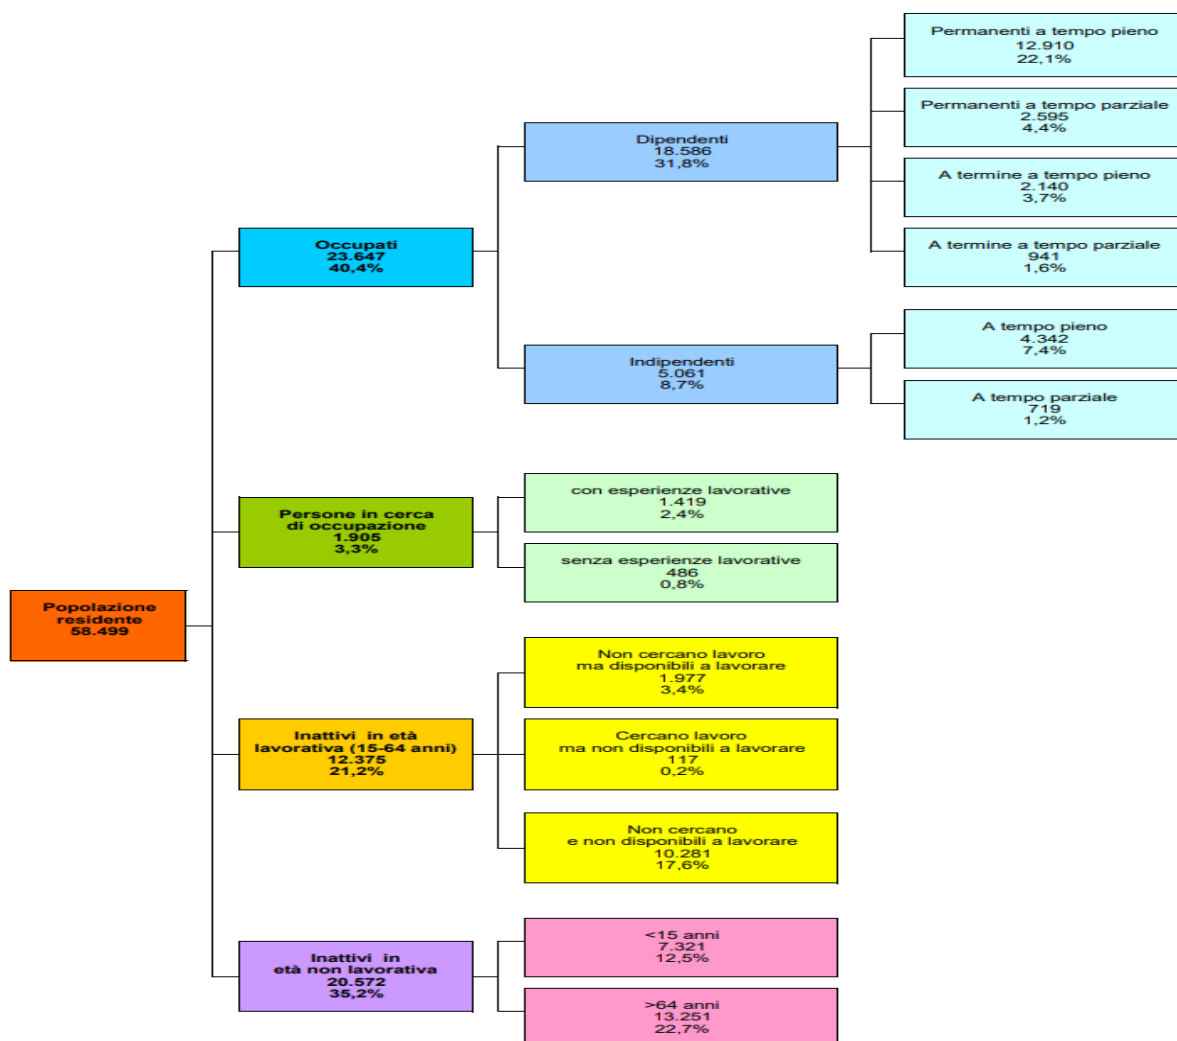 Popolazione
residente
58.499
Occupati
23.647
40,4%
Dipendenti
18.586
31,8%
Permanenti a tempo pieno
12.910
22,1%
Permanenti a tempo parziale
2.595
4,4%
A termine a tempo pieno
2.140
3,7%
A termine a tempo parziale
941
1,6%
Indipendenti
5.061
8,7%
A tempo pieno
4.342
7,4%
A tempo parziale
719
1,2%
Persone in cerca
di occupazione
1.905
3,3%
con esperienze lavorative
1.419
2,4%
senza esperienze lavorative
486
0,8%
Inattivi in età
lavorativa (15-64 anni)
12.375
21,2%
Non cercano lavoro
ma disponibili a lavorare
1.977
3,4%
Cercano lavoro
ma non disponibili a lavorare
117
0,2%
Non cercano
e non disponibili a lavorare
10.281
17,6%
Inattivi in
età non lavorativa
20.572
35,2%
<15 anni
7.321
12,5%
>64 anni
13.251
22,7%